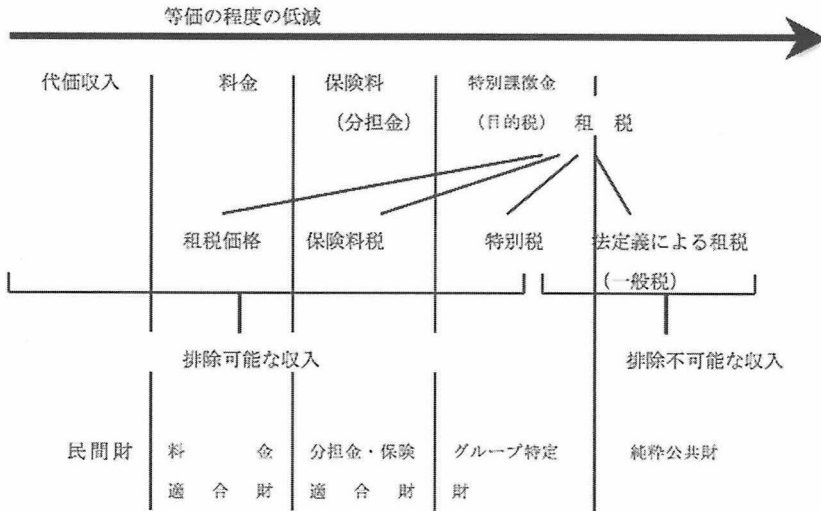 等価の程度の低減
代価収入 料金 保険料 特別課徴金
(分担金) (目的税) 租 税
租税価格 保険料税 特別税 法定義による租税
(一般税)
排除可能な収入 排除不可能な収入
民間財 料 金 分担金・保険 グループ特定 純粋公共財
適 合 財 適 合 財 財